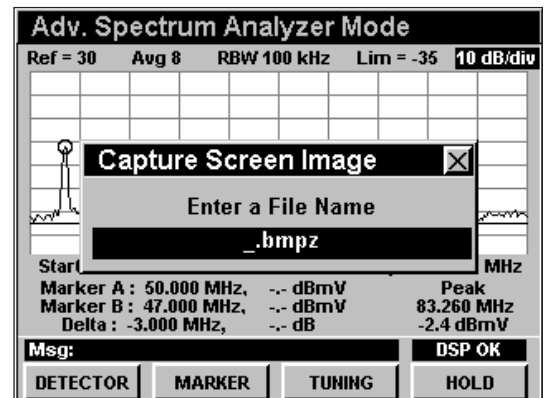 Adv. Spectrum Analyzer Mode
Ref = 30 Avg 8 RBW 100 kHz Lim = -35 10 dB/div
Capture Screen Image
Enter a File Name
_.bmpz
Start MHz
Marker A : 50.000 MHz, -.- dBmV Peak
Marker B : 47.000 MHz, -.- dBmV 83.260 MHz
Delta : -3.000 MHz, -.- dB -2.4 dBmV
Msg: DSP OK
DETECTOR MARKER TUNING HOLD